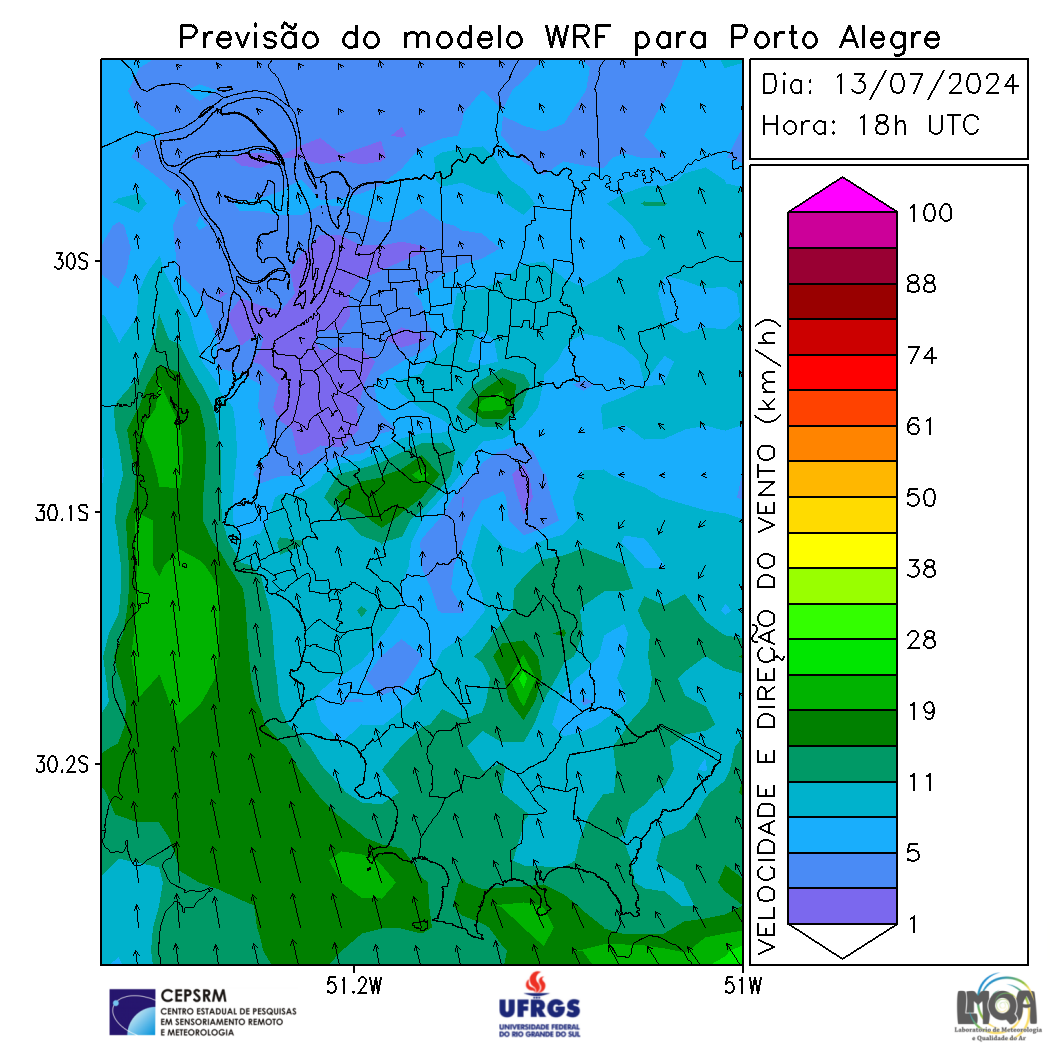 Previsão do modelo WRF para Porto Alegre
Dia: 13/07/2024
Hora: 18h UTC
30S
30.1S
30.2S
51.2W
51W
VELOCIDADE E DIREÇÃO DO VENTO (km/h)
100
88
74
61
50
38
28
19
11
5
1
CEPSRM
CENTRO ESTADUAL DE PESQUISAS
EM SENSORIAMENTO REMOTO
E METEOROLOGIA
UFRGS
UNIVERSIDADE FEDERAL
DO RIO GRANDE DO SUL
LMQA
Laboratório de Meteorologia
e Qualidade do Ar